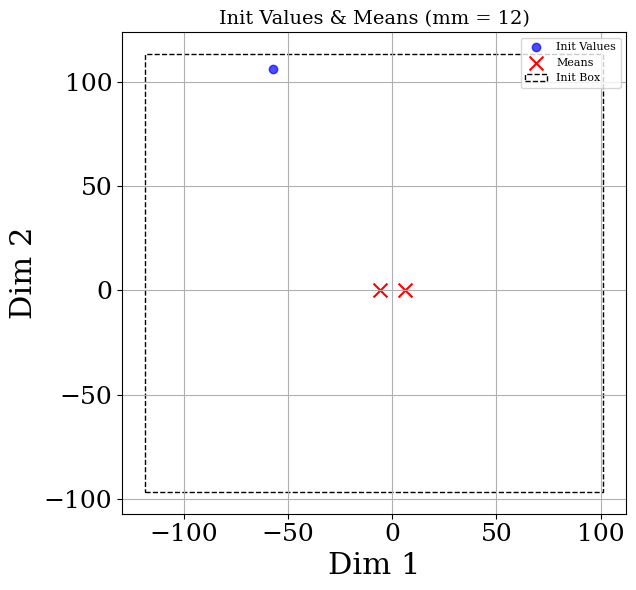 Init Values & Means (mm = 12)
Init Values
Means
Init Box
100
50
0
−50
−100
Dim 2
−100
−50
0
50
100
Dim 1